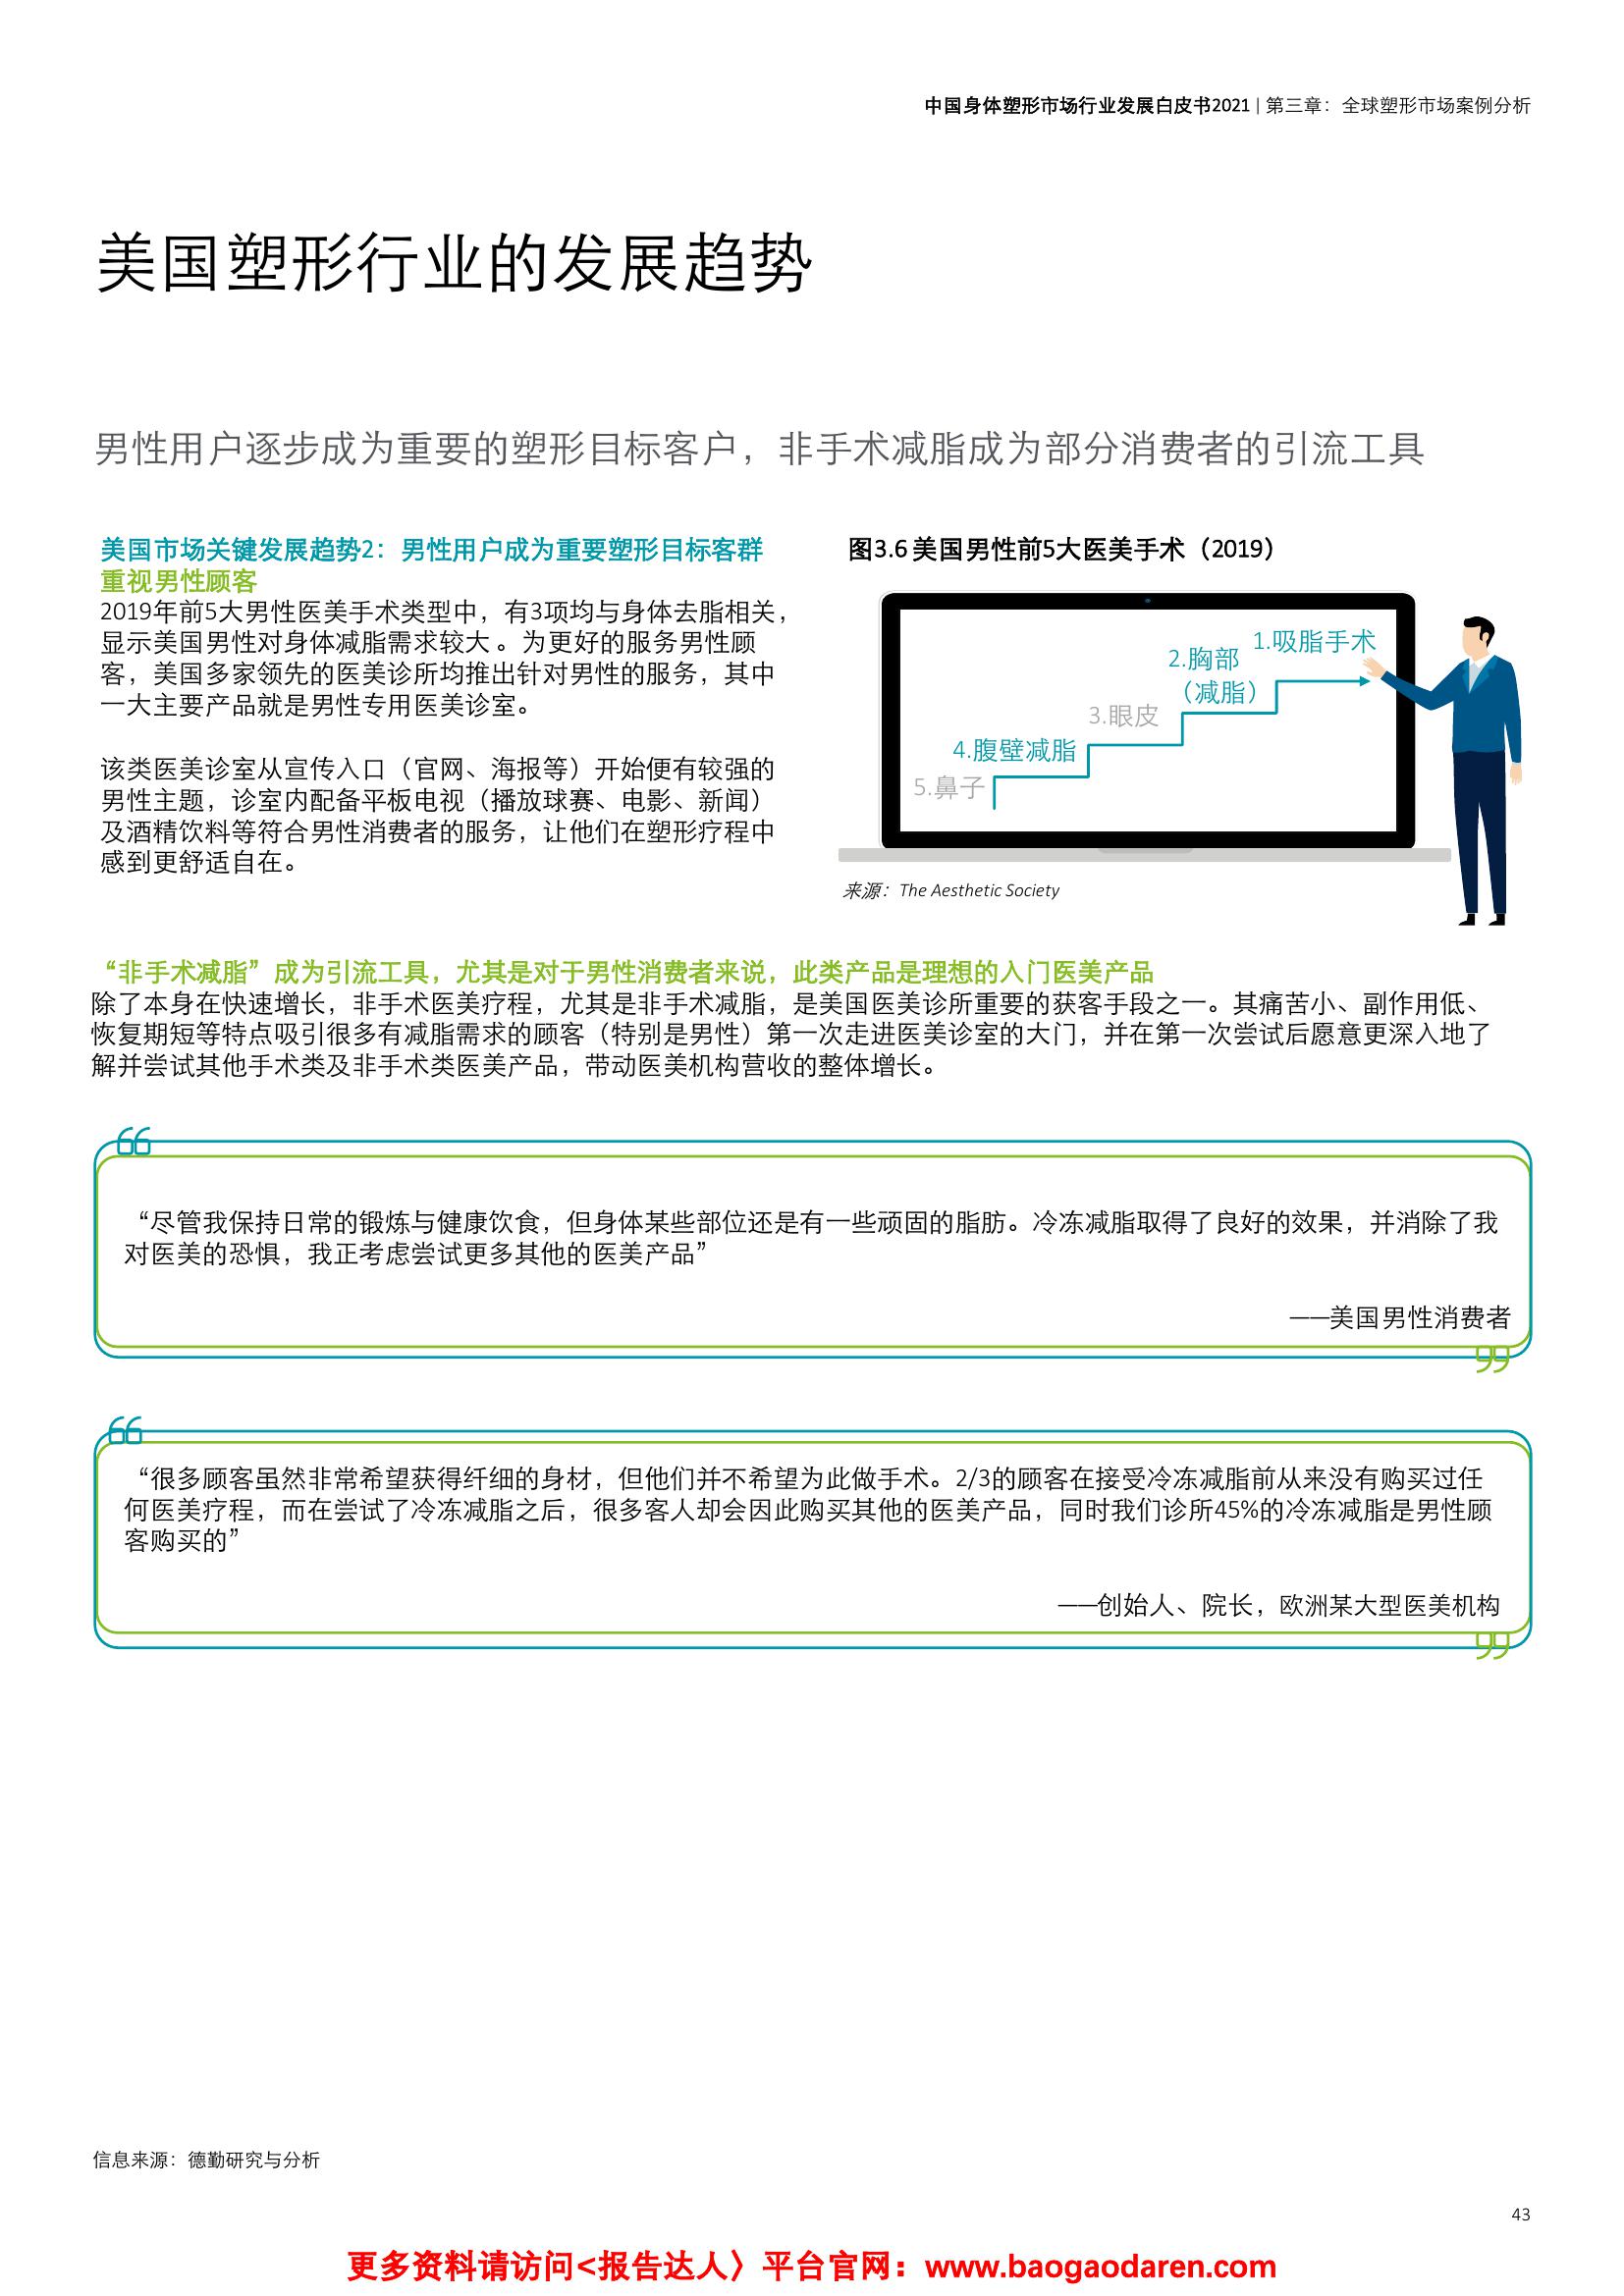 中国身体塑形市场行业发展白皮书2021 | 第三章：全球塑形市场案例分析
美国塑形行业的发展趋势
男性用户逐步成为重要的塑形目标客户，非手术减脂成为部分消费者的引流工具
美国市场关键发展趋势2：男性用户成为重要塑形目标客群
重视男性顾客
2019年前5大男性医美手术类型中，有3项均与身体去脂相关，
显示美国男性对身体减脂需求较大。为更好的服务男性顾
客，美国多家领先的医美诊所均推出针对男性的服务，其中
一大主要产品就是男性专用医美诊室。
该类医美诊室从宣传入口（官网、海报等）开始便有较强的
男性主题，诊室内配备平板电视（播放球赛、电影、新闻）
及酒精饮料等符合男性消费者的服务，让他们在塑形疗程中
感到更舒适自在。
图3.6 美国男性前5大医美手术（2019）
1.吸脂手术
2.胸部
（减脂）
3.眼皮
4.腹壁减脂
5.鼻子
来源：The Aesthetic Society
“非手术减脂”成为引流工具，尤其是对于男性消费者来说，此类产品是理想的入门医美产品
除了本身在快速增长，非手术医美疗程，尤其是非手术减脂，是美国医美诊所重要的获客手段之一。其痛苦小、副作用低、
恢复期短等特点吸引很多有减脂需求的顾客（特别是男性）第一次走进医美诊室的大门，并在第一次尝试后愿意更深入地了
解并尝试其他手术类及非手术类医美产品，带动医美机构营收的整体增长。
“尽管我保持日常的锻炼与健康饮食，但身体某些部位还是有一些顽固的脂肪。冷冻减脂取得了良好的效果，并消除了我
对医美的恐惧，我正考虑尝试更多其他的医美产品”
——美国男性消费者
“很多顾客虽然非常希望获得纤细的身材，但他们并不希望为此做手术。2/3的顾客在接受冷冻减脂前从来没有购买过任
何医美疗程，而在尝试了冷冻减脂之后，很多客人却会因此购买其他的医美产品，同时我们诊所45%的冷冻减脂是男性顾
客购买的”
——创始人、院长，欧洲某大型医美机构
信息来源：德勤研究与分析
43
更多资料请访问<报告达人〉平台官网：www.baogaodaren.com